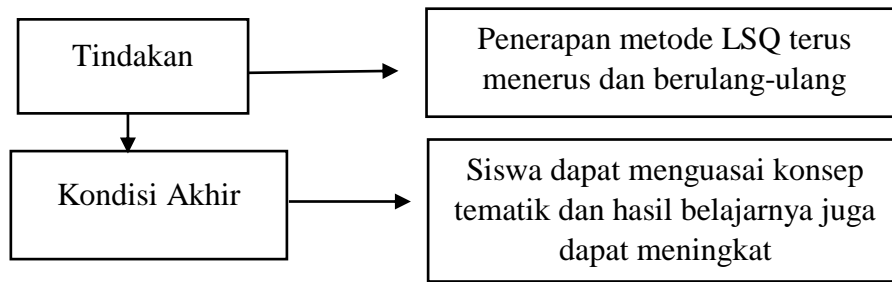 Tindakan
Penerapan metode LSQ terus
menerus dan berulang-ulang
Kondisi Akhir
Siswa dapat menguasai konsep
tematik dan hasil belajarnya juga
dapat meningkat